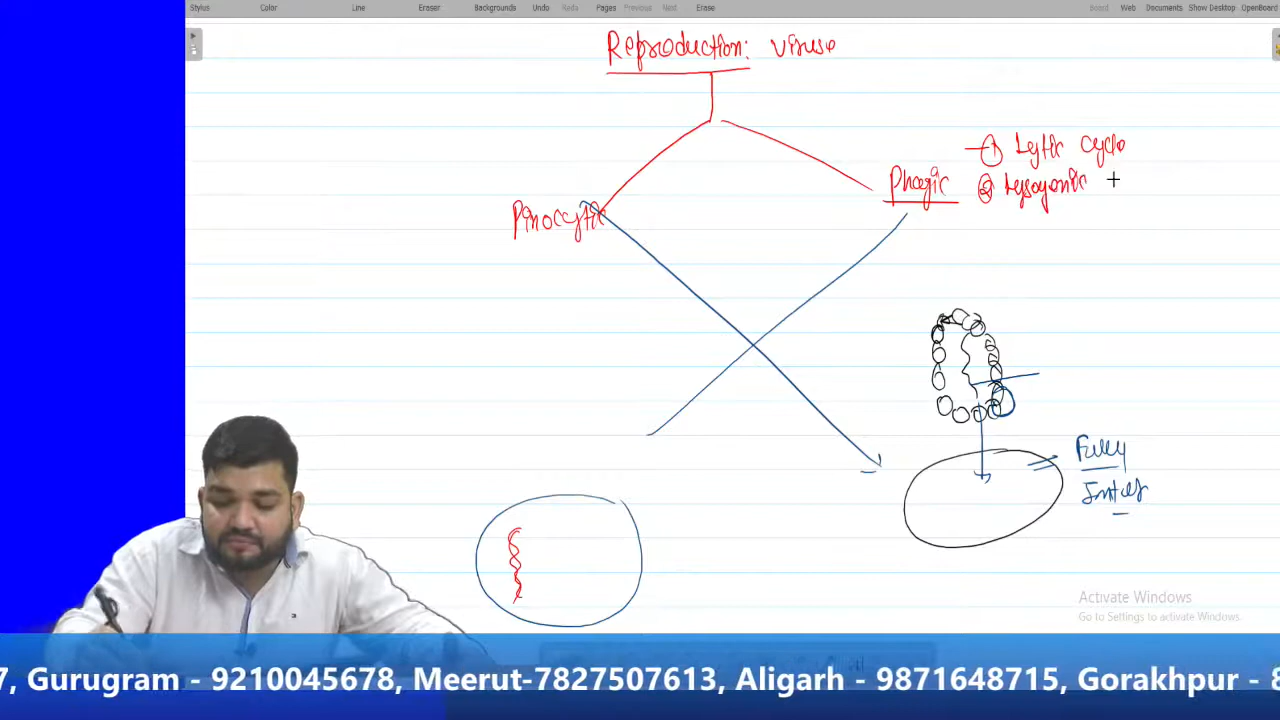 Stylus Color Line Eraser Backgrounds Undo Redo Pages Previous Next Erase Board Web Documents Show Desktop OpenBoard
Reproduction: viruse
① Lytic cycle
Phagic ② Lysogenic
Pinocytic
Fully
Activate Windows
Go to Settings to activate Windows.
7, Gurugram - 9210045678, Meerut-7827507613, Aligarh - 9871648715, Gorakhpur - 8